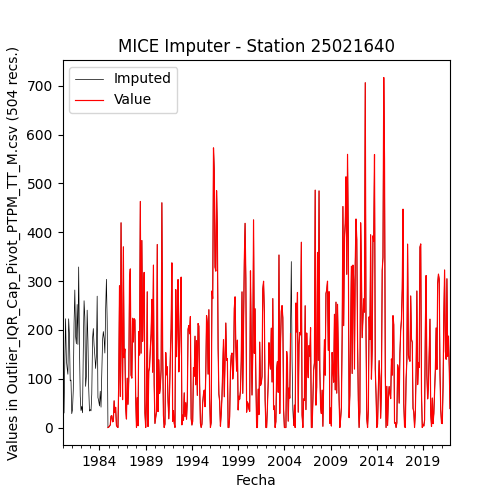 MICE Imputer - Station 25021640
Imputed
Value
Values in Outlier_IQR_Cap_Pivot_PTPM_TT_M.csv (504 recs.)
700
600
500
400
300
200
100
0
1984 1989 1994 1999 2004 2009 2014 2019
Fecha